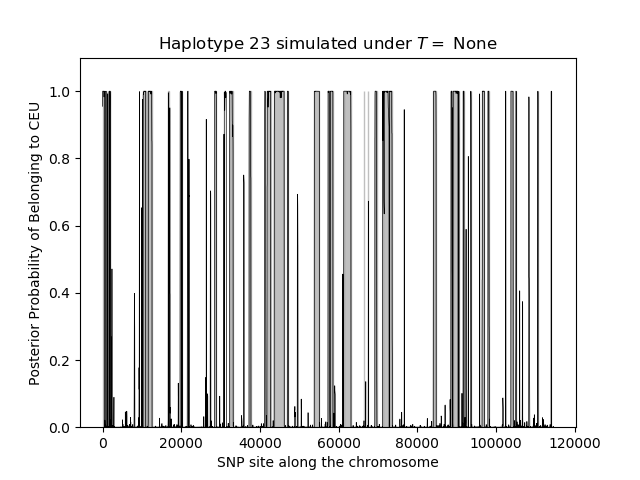 Haplotype 23 simulated under T = None
Posterior Probability of Belonging to CEU
1.0
0.8
0.6
0.4
0.2
0.0
0 20000 40000 60000 80000 100000 120000
SNP site along the chromosome